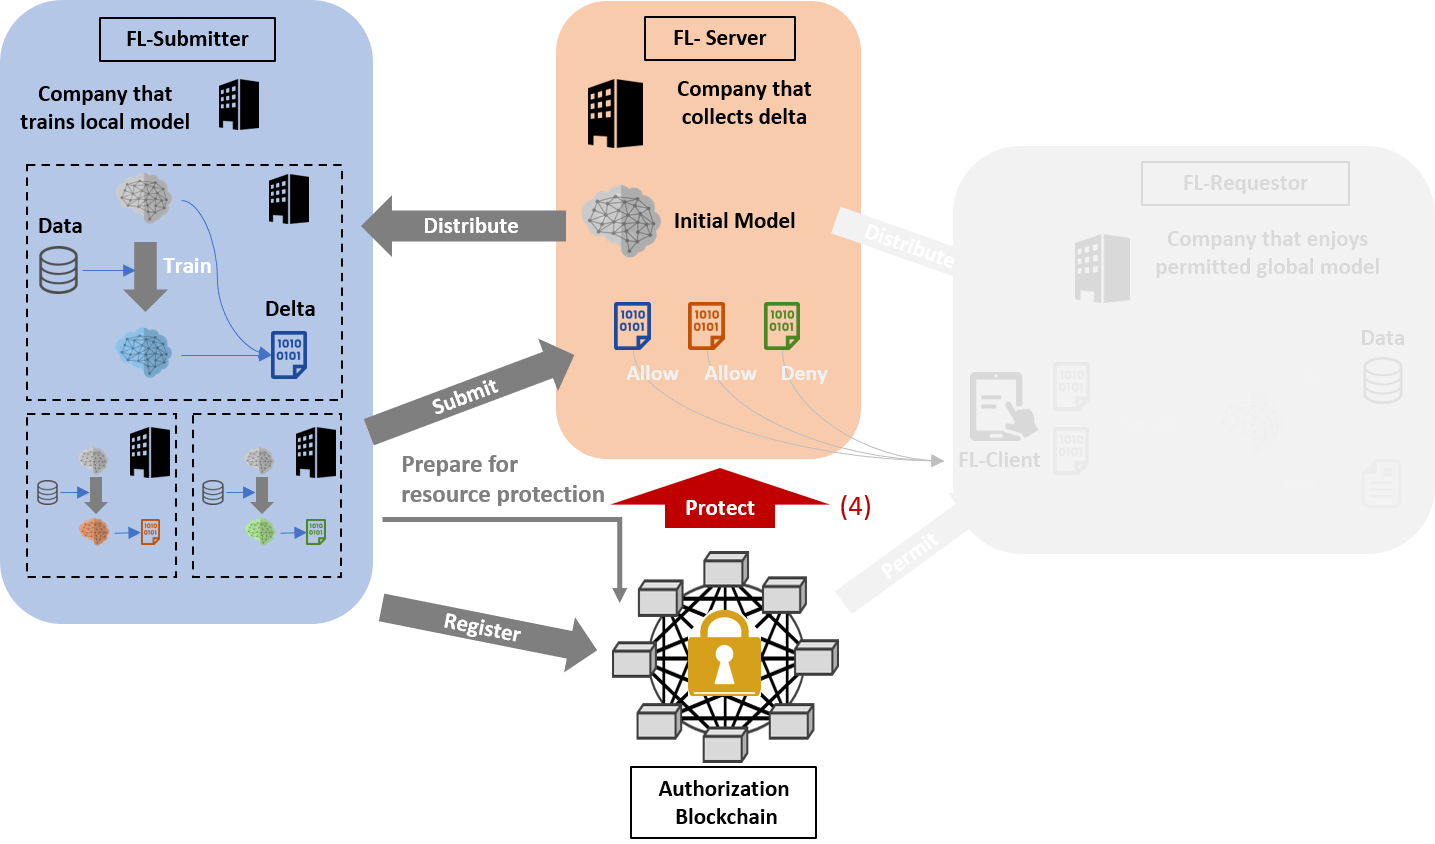 FL-Submitter
Company that
trains local model
Data
Train
Delta
1010
0101
1010
0101
1010
0101
Distribute
Submit
Prepare for
resource protection
Register
FL- Server
Company that
collects delta
Initial Model
1010
0101
1010
0101
1010
0101
Allow
Allow
Deny
Protect
(4)
Authorization
Blockchain
Distribute
Permit
FL-Requestor
Company that enjoys
permitted global model
Data
1010
0101
1010
0101
FL-Client